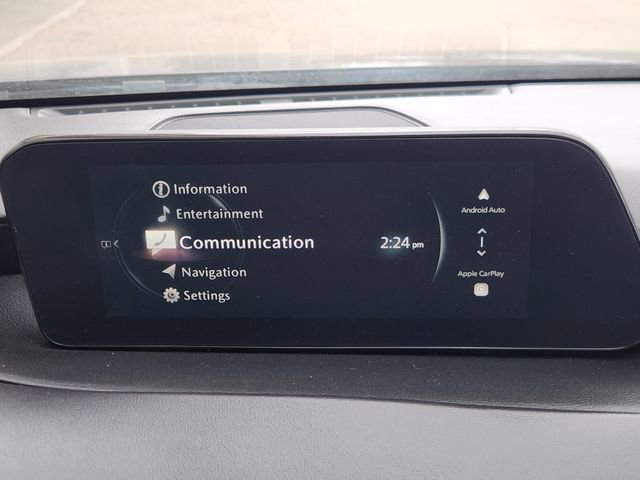 Information
Entertainment
Communication
2:24 pm
Navigation
Settings
Android Auto
Apple CarPlay